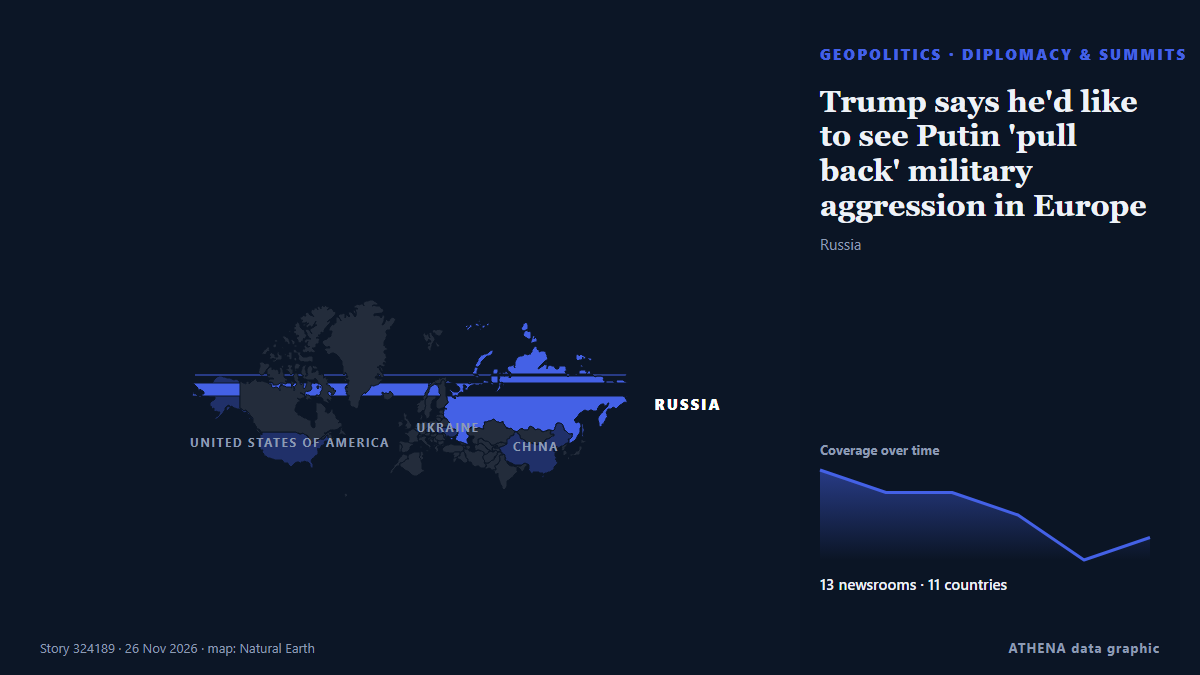 GEOPOLITICS · DIPLOMACY & SUMMITS
Trump says he'd like
to see Putin 'pull
back' military
aggression in Europe
Russia
RUSSIA
UKRAINE
UNITED STATES OF AMERICA
CHINA
Coverage over time
13 newsrooms · 11 countries
Story 324189 · 26 Nov 2026 · map: Natural Earth
ATHENA data graphic